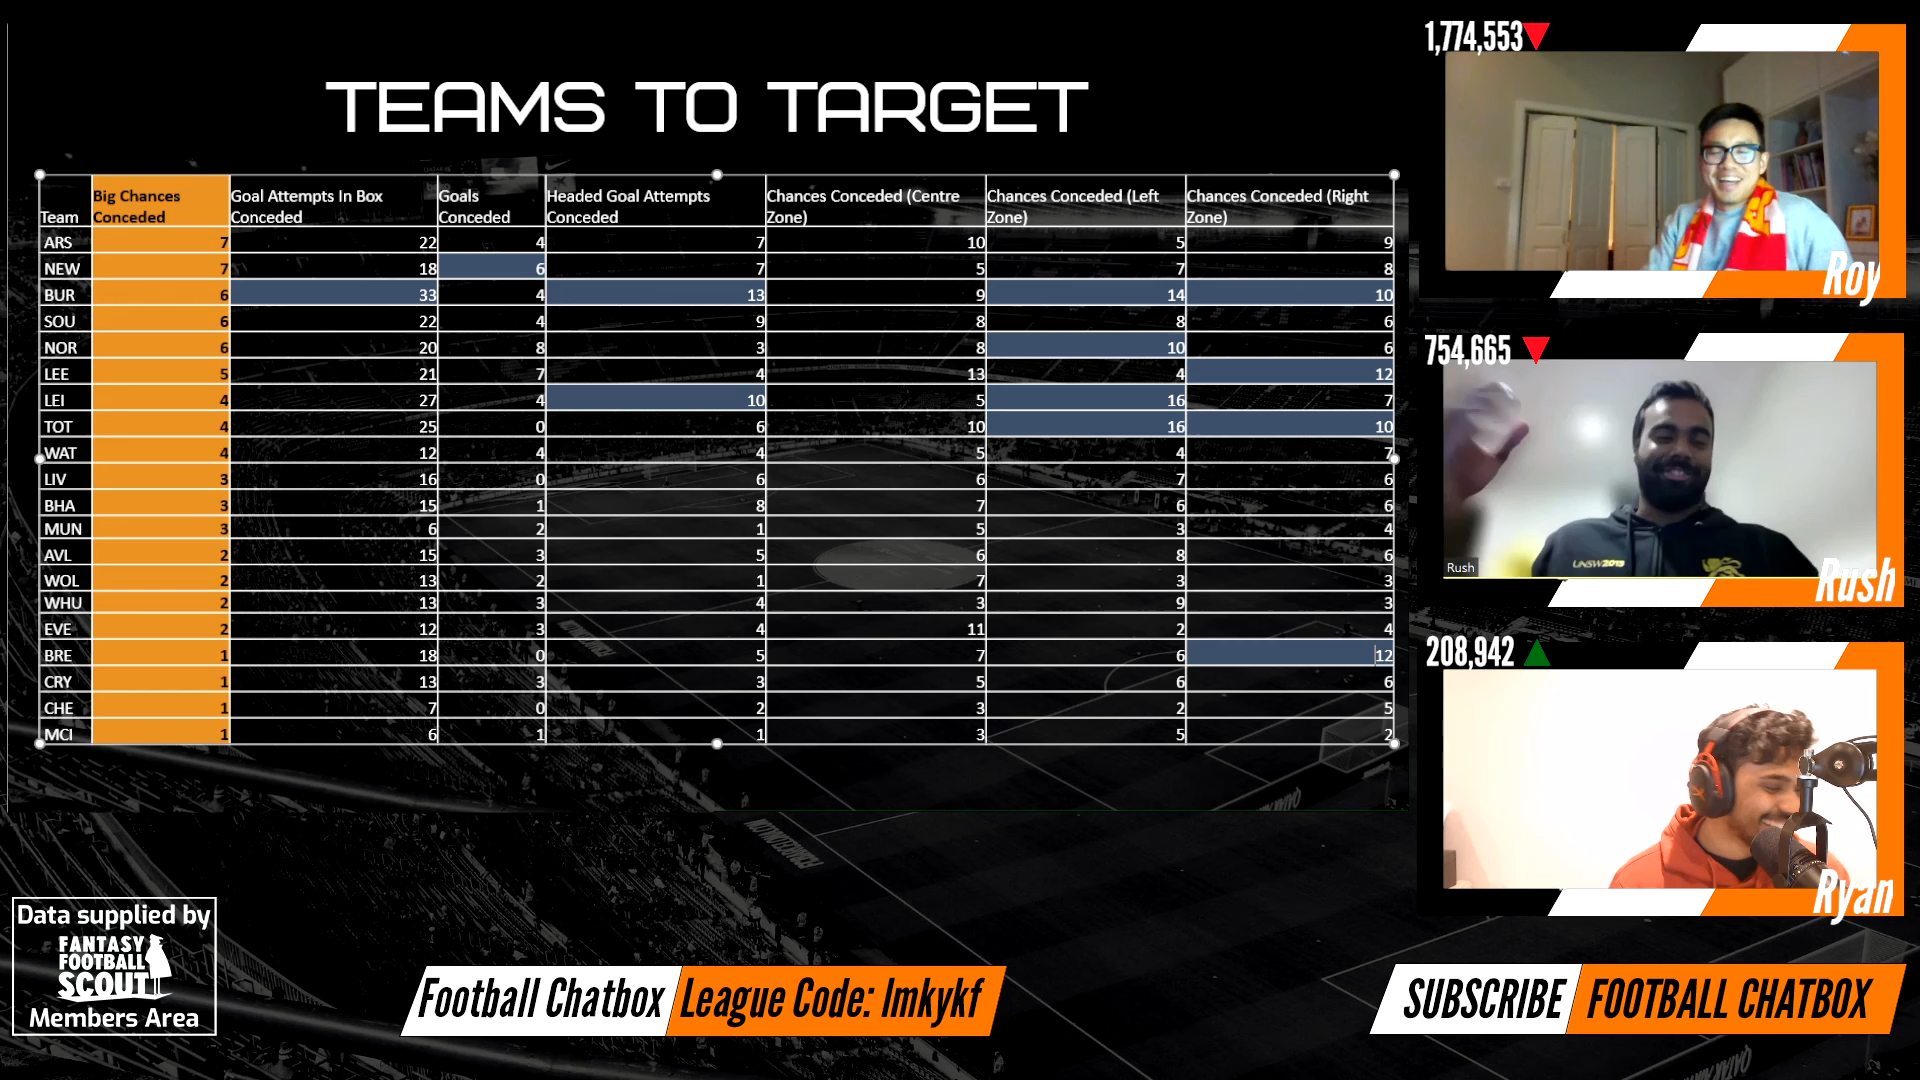 TEAMS TO TARGET
Team Big Chances Conceded Goal Attempts In Box Conceded Goals Conceded Headed Goal Attempts Conceded Chances Conceded (Centre Zone) Chances Conceded (Left Zone) Chances Conceded (Right Zone)
ARS 7 22 4 7 10 5 9
NEW 7 18 6 7 5 7 8
BUR 6 33 4 13 9 14 10
SOU 6 22 4 9 8 8 6
NOR 6 20 8 3 8 10 6
LEE 5 21 7 4 13 4 12
LEI 4 27 4 10 5 16 7
TOT 4 25 0 6 10 16 10
WAT 4 12 4 4 5 4 7
LIV 3 16 0 6 6 7 6
BHA 3 15 1 8 7 6 6
MUN 3 6 2 1 5 3 4
AVL 2 15 3 5 6 8 6
WOL 2 13 2 1 7 3 3
WHU 2 13 3 4 3 9 3
EVE 2 12 3 4 11 2 4
BRE 1 18 0 5 7 6 12
CRY 1 13 3 3 5 6 6
CHE 1 7 0 2 3 2 5
MCI 1 6 1 1 3 5 2
1,774,553
Roy
754,665
UNSW2019
Rush
Rush
208,942
Ryan
Data supplied by
FANTASY
FOOTBALL
SCOUT
Members Area
Football Chatbox League Code: lmkykf
SUBSCRIBE FOOTBALL CHATBOX